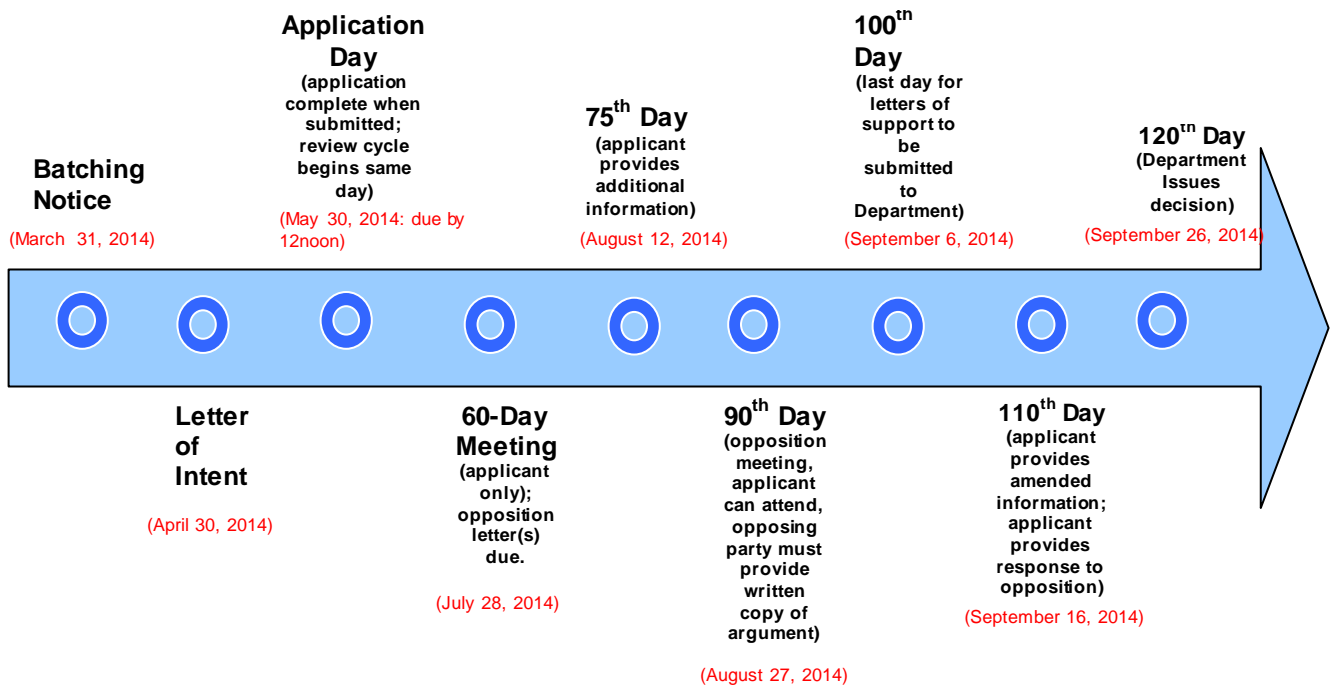 Batching
Notice
(March 31, 2014)
Letter
of
Intent
(April 30, 2014)
Application
Day
(application
complete when
submitted;
review cycle
begins same
day)
(May 30, 2014: due by
12noon)
60-Day
Meeting
(applicant
only);
opposition
letter(s)
due.
(July 28, 2014)
75th Day
(applicant
provides
additional
information)
(August 12, 2014)
90th Day
(opposition
meeting,
applicant
can attend,
opposing
party must
provide
written
copy of
argument)
(August 27, 2014)
100th
Day
(last day for
letters of
support to
be
submitted
to
Department)
(September 6, 2014)
110th Day
(applicant
provides
amended
information;
applicant
provides
response to
opposition)
(September 16, 2014)
120th Day
(Department
Issues
decision)
(September 26, 2014)